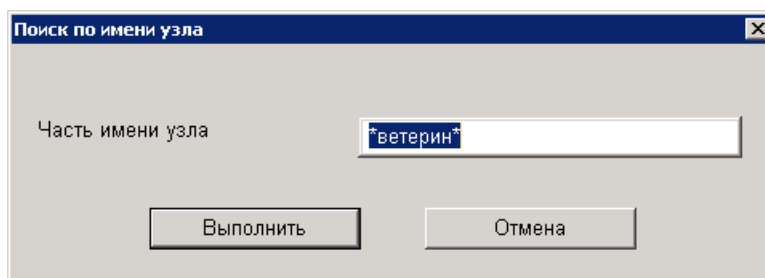 Поиск по имени узла
Часть имени узла
*ветерин*
Выполнить
Отмена